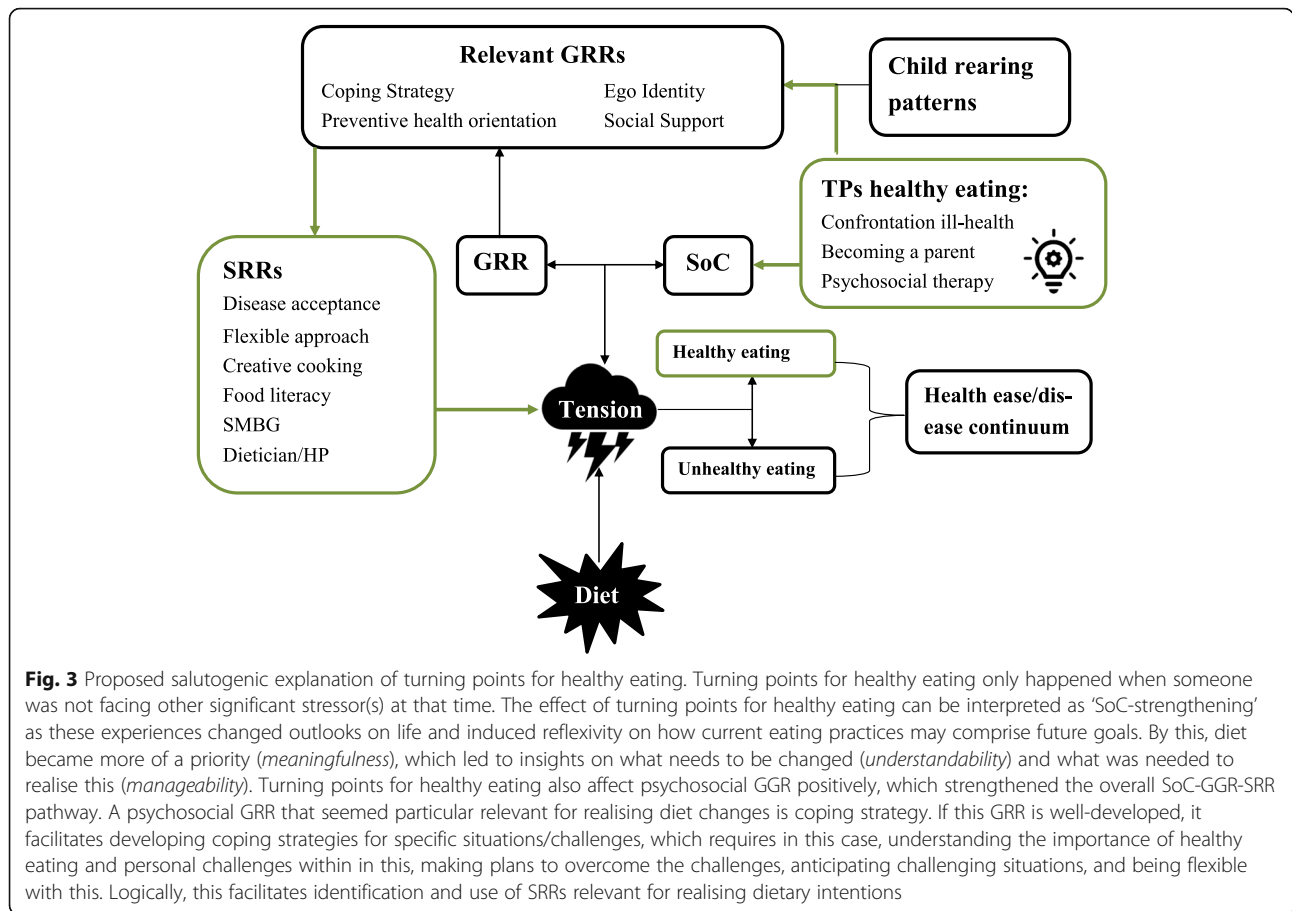 Relevant GRRs
Coping Strategy Ego Identity
Preventive health orientation Social Support
Child rearing
patterns
TPs healthy eating:
Confrontation ill-health
Becoming a parent
Psychosocial therapy
GRR
SoC
SRRs
Disease acceptance
Flexible approach
Creative cooking
Food literacy
SMBG
Dietician/HP
Tension
Healthy eating
Unhealthy eating
Health ease/dis-
ease continuum
Diet
Fig. 3 Proposed salutogenic explanation of turning points for healthy eating. Turning points for healthy eating only happened when someone
was not facing other significant stressor(s) at that time. The effect of turning points for healthy eating can be interpreted as ‘SoC-strengthening’
as these experiences changed outlooks on life and induced reflexivity on how current eating practices may comprise future goals. By this, diet
became more of a priority (meaningfulness), which led to insights on what needs to be changed (understandability) and what was needed to
realise this (manageability). Turning points for healthy eating also affect psychosocial GGR positively, which strengthened the overall SoC-GGR-SRR
pathway. A psychosocial GRR that seemed particular relevant for realising diet changes is coping strategy. If this GRR is well-developed, it
facilitates developing coping strategies for specific situations/challenges, which requires in this case, understanding the importance of healthy
eating and personal challenges within in this, making plans to overcome the challenges, anticipating challenging situations, and being flexible
with this. Logically, this facilitates identification and use of SRRs relevant for realising dietary intentions